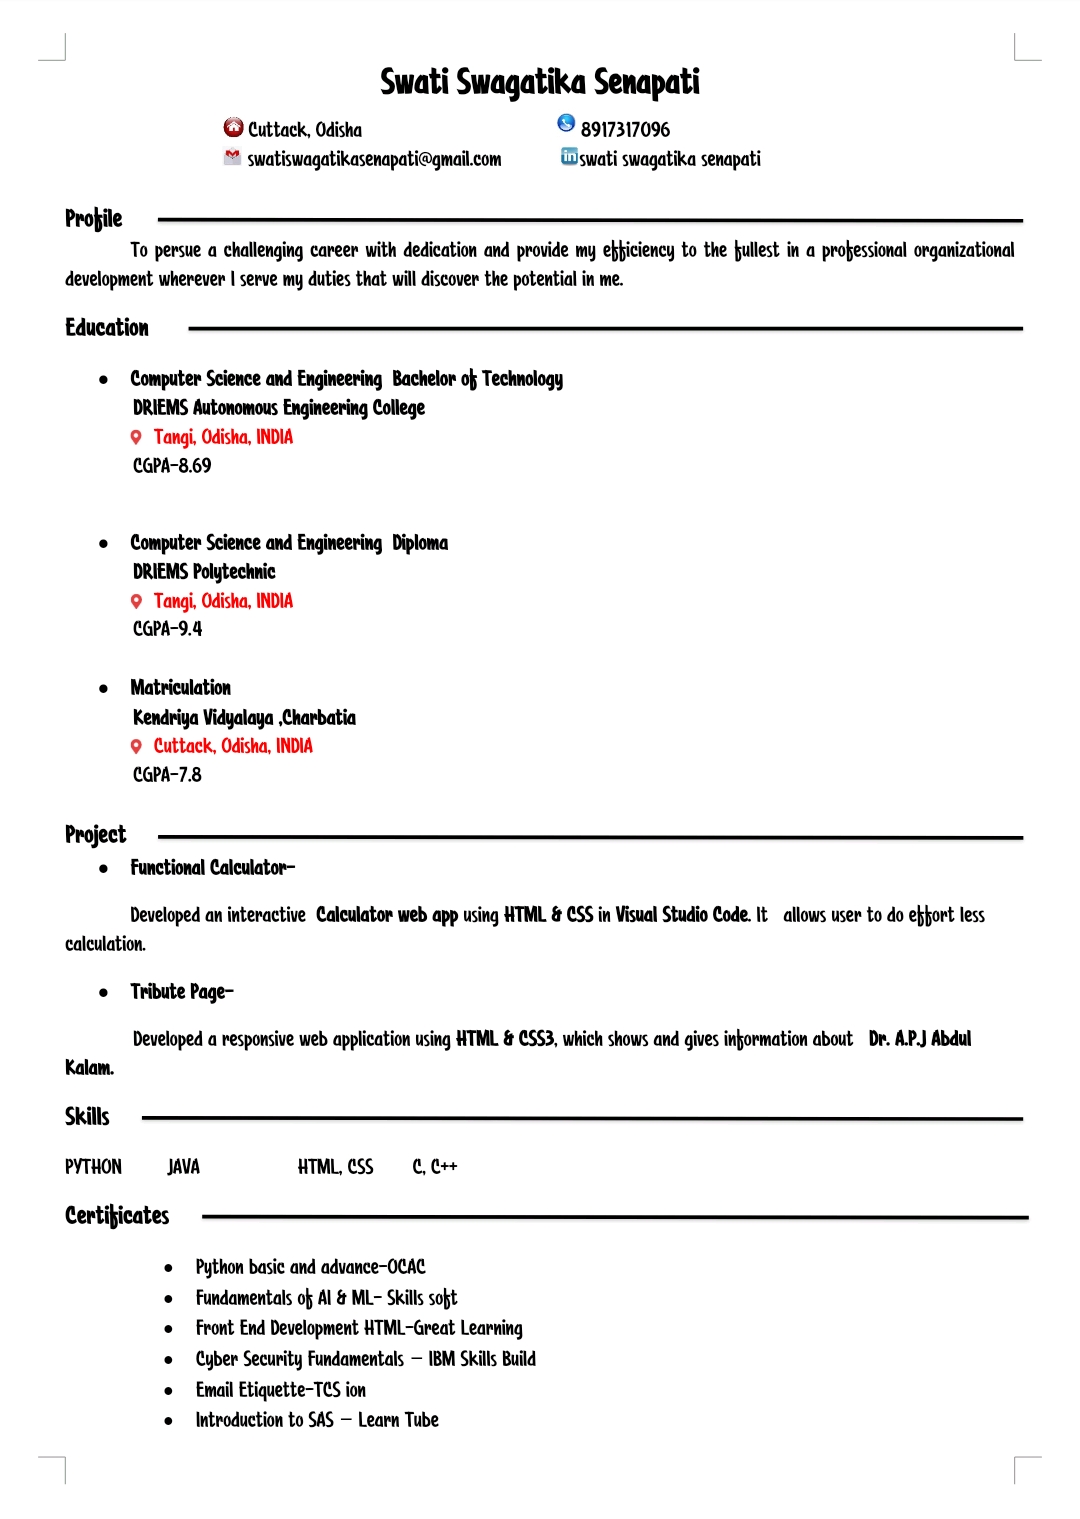 Swati Swagatika Senapati
Cuttack, Odisha 8917317096
swatiswagatikasenapati@gmail.com in swati swagatika senapati
Profile
To persue a challenging career with dedication and provide my efficiency to the fullest in a professional organizational
development wherever I serve my duties that will discover the potential in me.
Education
• Computer Science and Engineering Bachelor of Technology
DRIEMS Autonomous Engineering College
Tangi, Odisha, INDIA
CGPA-8.69
• Computer Science and Engineering Diploma
DRIEMS Polytechnic
Tangi, Odisha, INDIA
CGPA-9.4
• Matriculation
Kendriya Vidyalaya ,Charbatia
Cuttack, Odisha, INDIA
CGPA-7.8
Project
• Functional Calculator-
Developed an interactive Calculator web app using HTML & CSS in Visual Studio Code. It allows user to do effort less
calculation.
• Tribute Page-
Developed a responsive web application using HTML & CSS3, which shows and gives information about Dr. A.P.J Abdul
Kalam.
Skills
PYTHON JAVA HTML, CSS C, C++
Certificates
• Python basic and advance-OCAC
• Fundamentals of AI & ML- Skills soft
• Front End Development HTML-Great Learning
• Cyber Security Fundamentals – IBM Skills Build
• Email Etiquette-TCS ion
• Introduction to SAS – Learn Tube